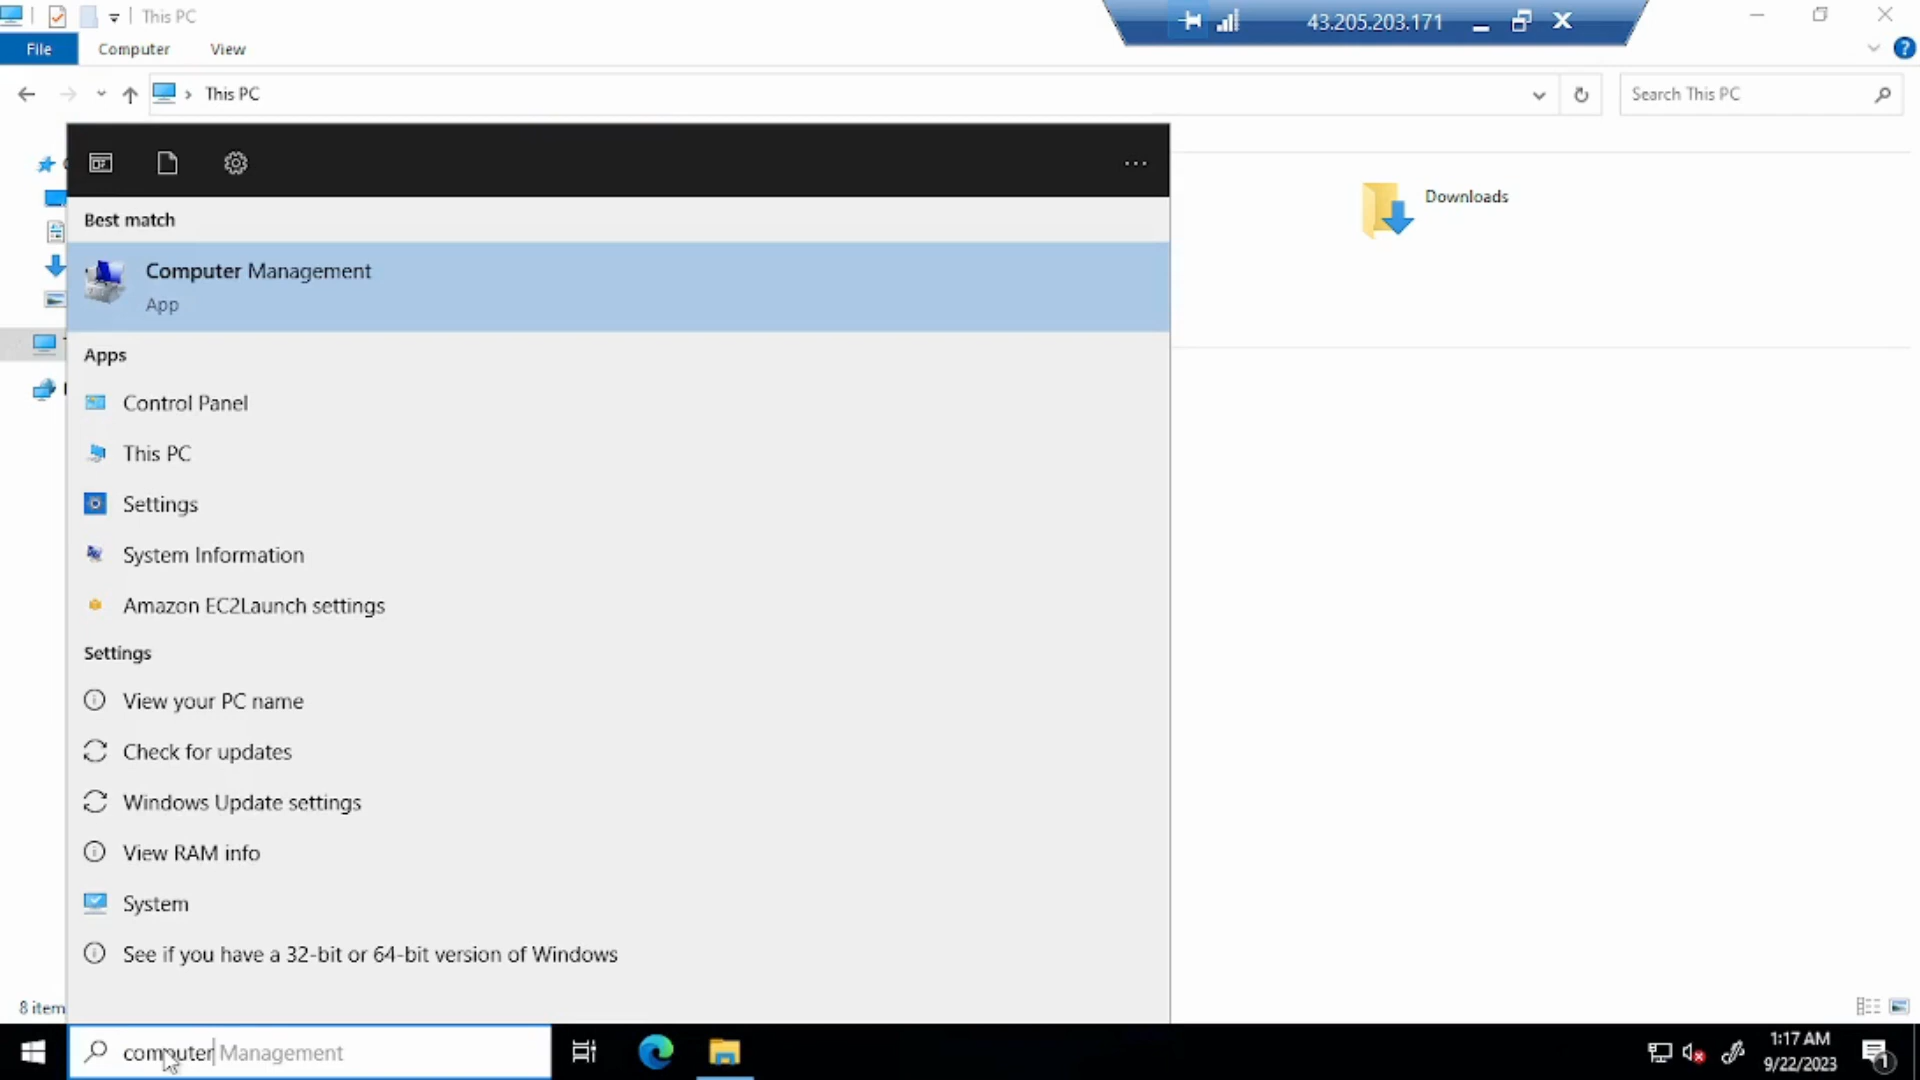 This PC
43.205.203.171
File Computer View
This PC
Search This PC
Downloads
Best match
Computer Management
App
Apps
Control Panel
This PC
Settings
System Information
Amazon EC2Launch settings
Settings
View your PC name
Check for updates
Windows Update settings
View RAM info
System
See if you have a 32-bit or 64-bit version of Windows
8 item
computer Management
1:17 AM
9/22/2023
1